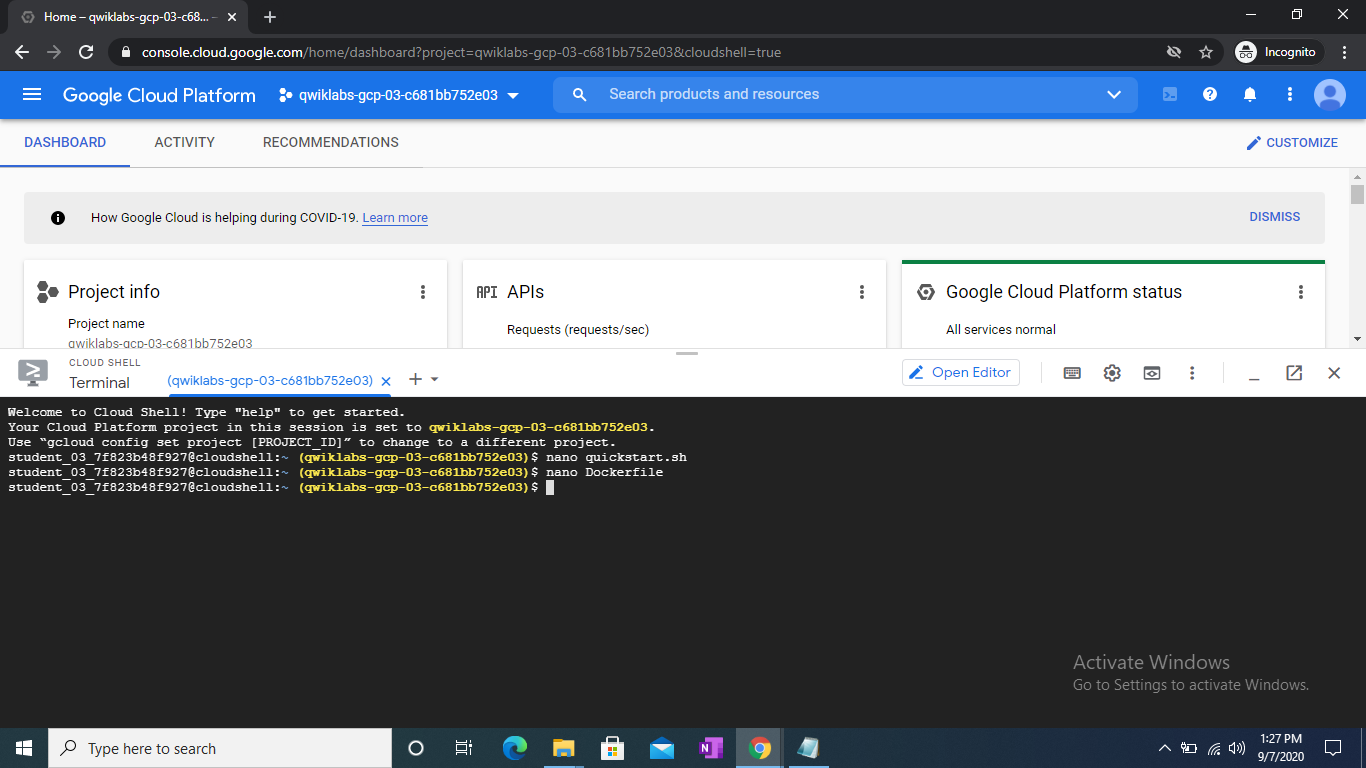 Home – qwiklabs-gcp-03-c68...
console.cloud.google.com/home/dashboard?project=qwiklabs-gcp-03-c681bb752e03&cloudshell=true
Incognito
Google Cloud Platform
qwiklabs-gcp-03-c681bb752e03
Search products and resources
DASHBOARD
ACTIVITY
RECOMMENDATIONS
CUSTOMIZE
How Google Cloud is helping during COVID-19. Learn more
DISMISS
Project info
API APIs
Google Cloud Platform status
Project name
Requests (requests/sec)
All services normal
qwiklabs-gcp-03-c681bb752e03
CLOUD SHELL
Terminal
(qwiklabs-gcp-03-c681bb752e03)
Open Editor
Welcome to Cloud Shell! Type "help" to get started.
Your Cloud Platform project in this session is set to qwiklabs-gcp-03-c681bb752e03.
Use “gcloud config set project [PROJECT_ID]” to change to a different project.
student_03_7f823b48f927@cloudshell:~ (qwiklabs-gcp-03-c681bb752e03)$ nano quickstart.sh
student_03_7f823b48f927@cloudshell:~ (qwiklabs-gcp-03-c681bb752e03)$ nano Dockerfile
student_03_7f823b48f927@cloudshell:~ (qwiklabs-gcp-03-c681bb752e03)$
Activate Windows
Go to Settings to activate Windows.
Type here to search
N
1:27 PM
9/7/2020